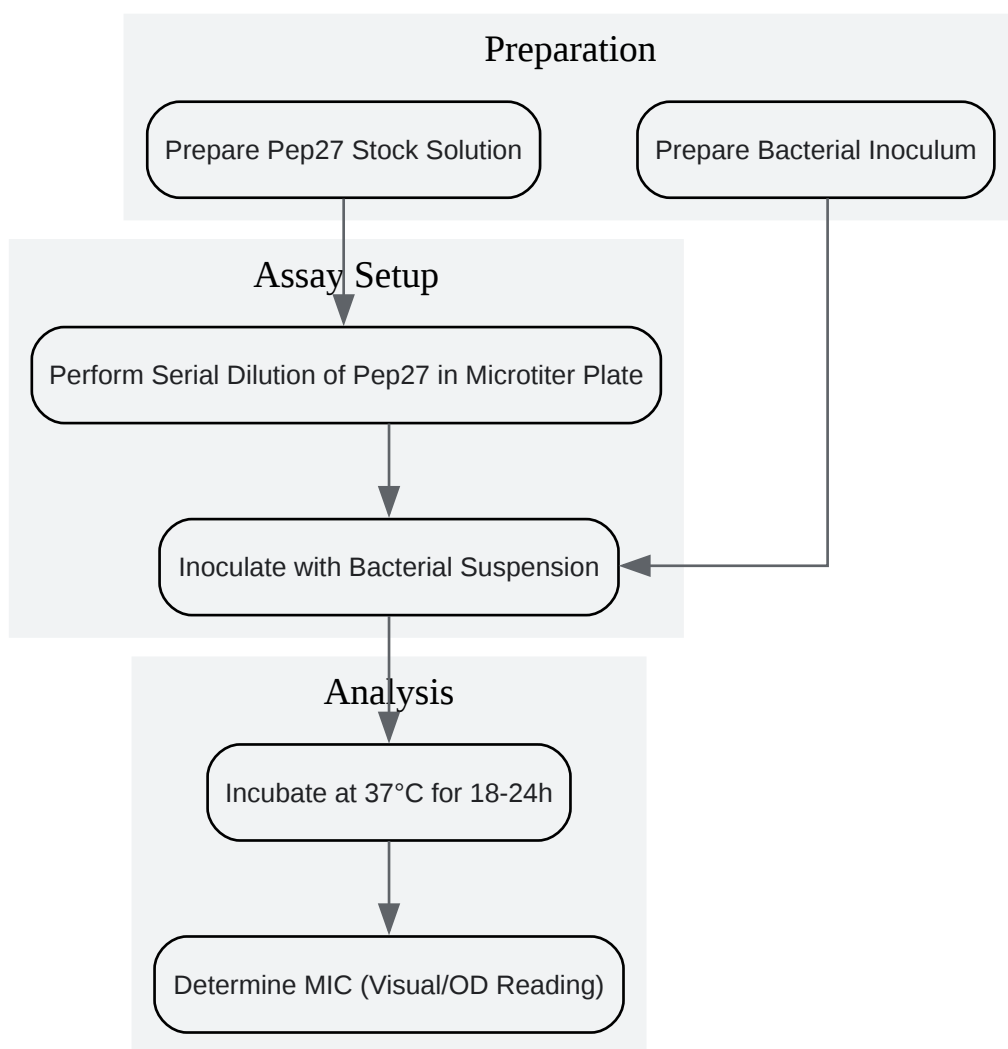 Preparation
Prepare Pep27 Stock Solution
Prepare Bacterial Inoculum
Assay Setup
Perform Serial Dilution of Pep27 in Microtiter Plate
Inoculate with Bacterial Suspension
Analysis
Incubate at 37°C for 18-24h
Determine MIC (Visual/OD Reading)